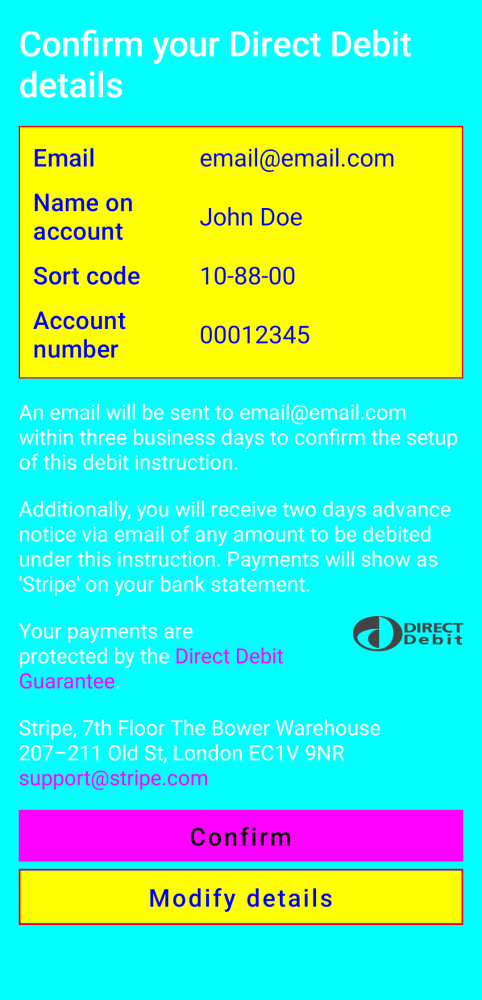 Confirm your Direct Debit
details
Email email@email.com
Name on
account
John Doe
Sort code 10-88-00
Account
number
00012345
An email will be sent to email@email.com
within three business days to confirm the setup
of this debit instruction.
Additionally, you will receive two days advance
notice via email of any amount to be debited
under this instruction. Payments will show as
'Stripe' on your bank statement.
Your payments are
protected by the Direct Debit
Guarantee.
DIRECT
Debit
Stripe, 7th Floor The Bower Warehouse
207–211 Old St, London EC1V 9NR
support@stripe.com
Confirm
Modify details